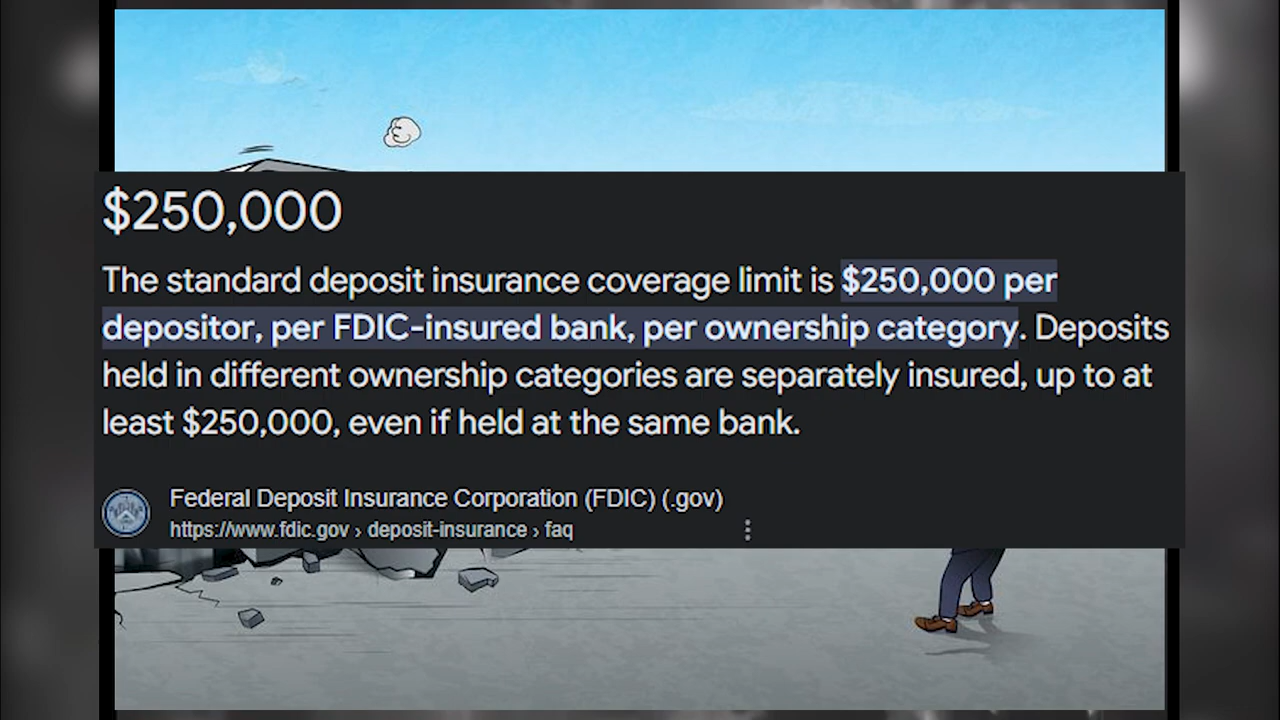 $250,000
The standard deposit insurance coverage limit is $250,000 per
depositor, per FDIC-insured bank, per ownership category. Deposits
held in different ownership categories are separately insured, up to at
least $250,000, even if held at the same bank.
Federal Deposit Insurance Corporation (FDIC) (.gov)
https://www.fdic.gov › deposit-insurance › faq